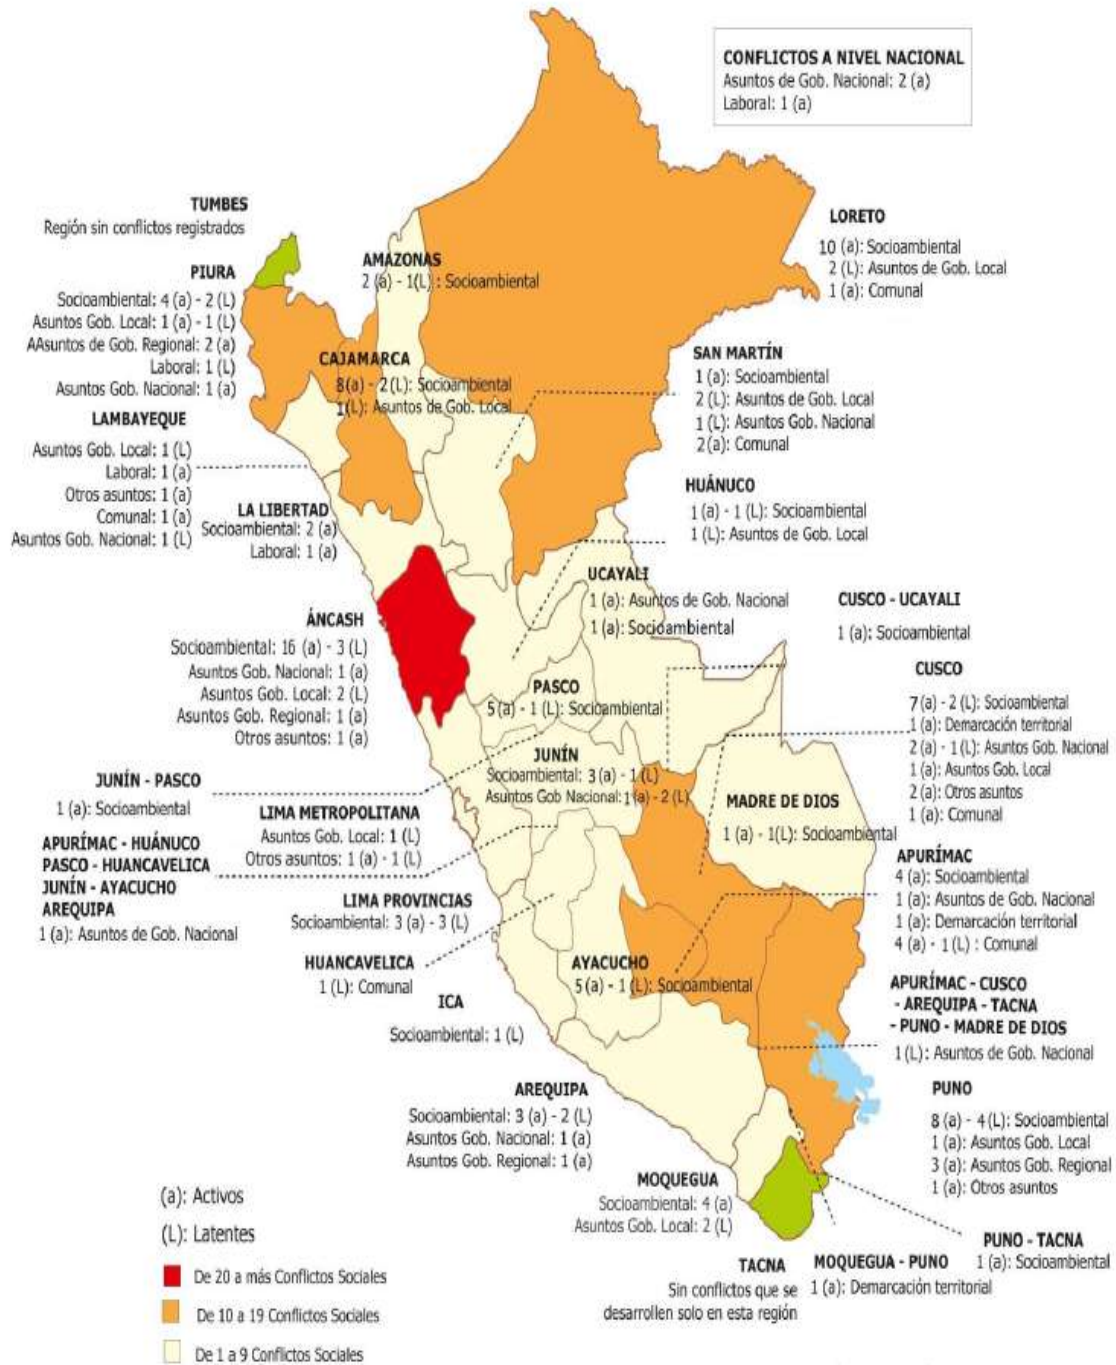 CONFLICTOS A NIVEL NACIONAL
Asuntos de Gob. Nacional: 2 (a)
Laboral: 1 (a)
TUMBES
Región sin conflictos registrados
PIURA
Socioambiental: 4 (a) - 2 (L)
Asuntos Gob. Local: 1 (a) - 1 (L)
AAsuntos de Gob. Regional: 2 (a)
Laboral: 1 (L)
Asuntos Gob. Nacional: 1 (a)
LAMBAYEQUE
Asuntos Gob. Local: 1 (L)
Laboral: 1 (a)
Otros asuntos: 1 (a)
Comunal: 1 (a)
Asuntos Gob. Nacional: 1 (L)
AMAZONAS
2 (a) - 1(L) : Socioambiental
CAJAMARCA
8(a) - 2(L): Socioambiental
1(L): Asuntos de Gob. Local
LORETO
10 (a): Socioambiental
2 (L): Asuntos de Gob. Local
1 (a): Comunal
SAN MARTÍN
1 (a): Socioambiental
2 (L): Asuntos de Gob. Local
1 (L): Asuntos Gob. Nacional
2 (a): Comunal
HUÁNUCO
1 (a) - 1 (L): Socioambiental
1 (L): Asuntos de Gob. Local
LA LIBERTAD
Socioambiental: 2 (a)
Laboral: 1 (a)
UCAYALI
1 (a): Asuntos de Gob. Nacional
1 (a): Socioambiental
CUSCO - UCAYALI
1 (a): Socioambiental
ÁNCASH
Socioambiental: 16 (a) - 3 (L)
Asuntos Gob. Nacional: 1 (a)
Asuntos Gob. Local: 2 (L)
Asuntos Gob. Regional: 1 (a)
Otros asuntos: 1 (a)
CUSCO
7 (a) - 2 (L): Socioambiental
1 (a): Demarcación territorial
2 (a) - 1 (L): Asuntos Gob. Nacional
1 (a): Asuntos Gob. Local
2 (a): Otros asuntos
1 (a): Comunal
PASCO
5 (a) - 1 (L): Socioambiental
JUNÍN
Socioambiental: 3 (a) - 1 (L)
Asuntos Gob Nacional: 1 (a) - 2 (L)
JUNÍN - PASCO
1 (a): Socioambiental
LIMA METROPOLITANA
Asuntos Gob. Local: 1 (L)
Otros asuntos: 1 (a) - 1 (L)
MADRE DE DIOS
1 (a) - 1(L): Socioambiental
APURÍMAC - HUÁNUCO
PASCO - HUANCAVELICA
JUNÍN - AYACUCHO
AREQUIPA
1 (a): Asuntos de Gob. Nacional
APURÍMAC
4 (a): Socioambiental
1 (a): Asuntos de Gob. Nacional
1 (a): Demarcación territorial
4 (a) - 1 (L) : Comunal
LIMA PROVINCIAS
Socioambiental: 3 (a) - 3 (L)
HUANCAVELICA
1 (L): Comunal
AYACUCHO
5 (a) - 1 (L): Socioambiental
ICA
Socioambiental: 1 (L)
APURÍMAC - CUSCO
- AREQUIPA - TACNA
- PUNO - MADRE DE DIOS
1 (L): Asuntos de Gob. Nacional
AREQUIPA
Socioambiental: 3 (a) - 2 (L)
Asuntos Gob. Nacional: 1 (a)
Asuntos Gob. Regional: 1 (a)
PUNO
8 (a) - 4 (L): Socioambiental
1 (a): Asuntos Gob. Local
3 (a): Asuntos Gob. Regional
1 (a): Otros asuntos
MOQUEGUA
Socioambiental: 4 (a)
Asuntos Gob. Local: 2 (L)
TACNA
Sin conflictos que se
desarrollen solo en esta región
MOQUEGUA - PUNO
1 (a): Demarcación territorial
PUNO - TACNA
1 (a): Socioambiental
(a): Activos
(L): Latentes
De 20 a más Conflictos Sociales
De 10 a 19 Conflictos Sociales
De 1 a 9 Conflictos Sociales